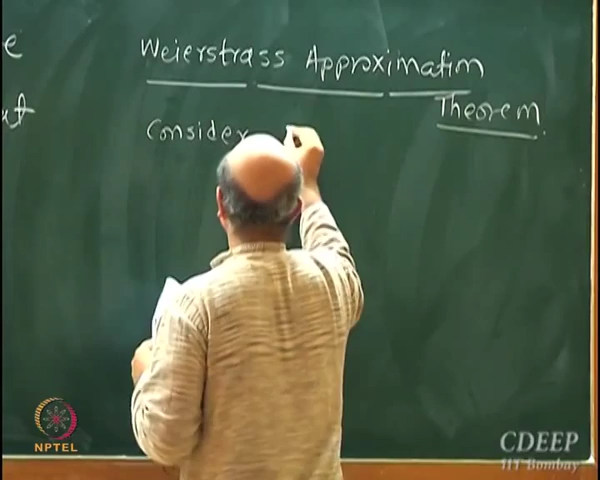 Weierstrass Approximation
Theorem.
Consider
NPTEL
CDEEP
IIT Bombay